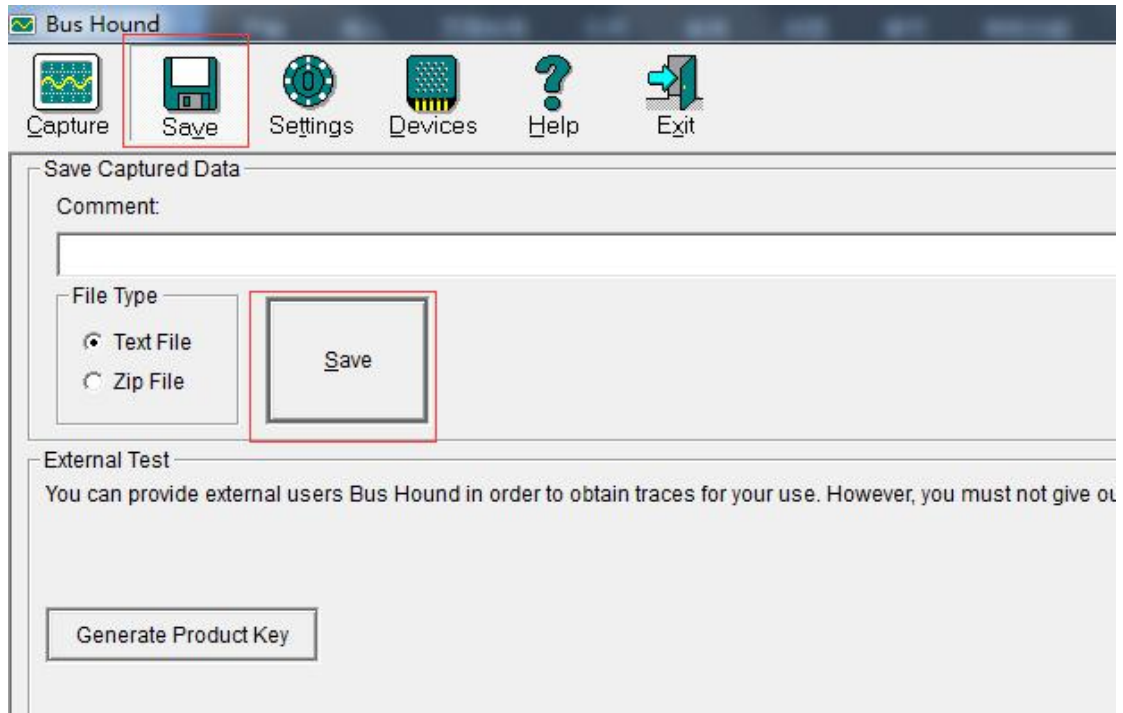 Bus Hound
Capture Save Settings Devices Help Exit
Save Captured Data
Comment:
File Type
Text File
Zip File
Save
External Test
You can provide external users Bus Hound in order to obtain traces for your use. However, you must not give ou
Generate Product Key